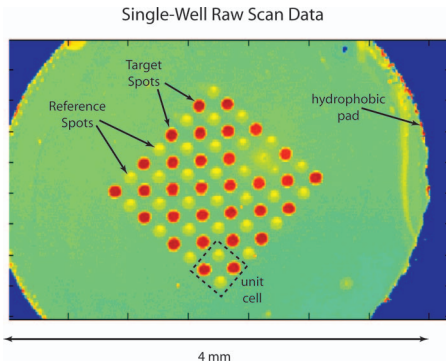 Single-Well Raw Scan Data
Target
Spots
Reference
Spots
hydrophobic
pad
unit
cell
4 mm